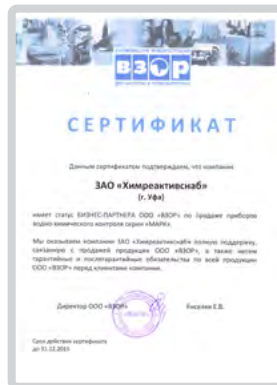 ВЗОР
СЕРТИФИКАТ
Данным сертификатом подтверждаем, что компания
ЗАО «Химреактивснаб»
(г. Уфа)
имеет статус БИЗНЕС-ПАРТНЕРА ООО «ВЗОР» по продаже приборов
водно-химического контроля серии «МАРК».
Мы оказываем компании ЗАО «Химреактивснаб» полную поддержку,
связанную с продажей продукции ООО «ВЗОР», а также несем
гарантийные и послегарантийные обязательства по всей продукции
ООО «ВЗОР» перед клиентами компании.
Директор ООО «ВЗОР» Киселев Е.В.
Срок действия сертификата
до 31.12.2015